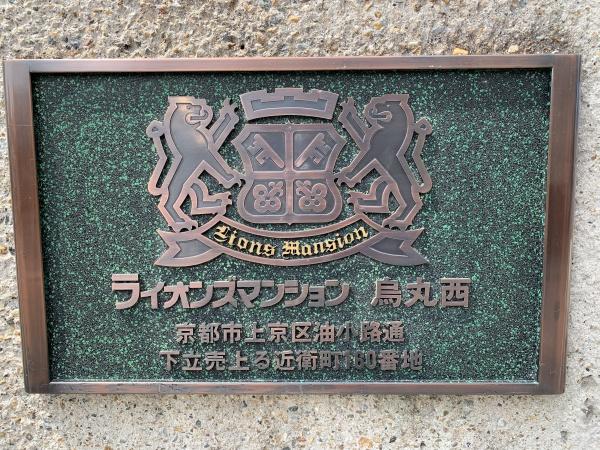 Lions Mansion
ライオンズマンション 烏丸西
京都市上京区油小路通
下立売上る近衛町160番地